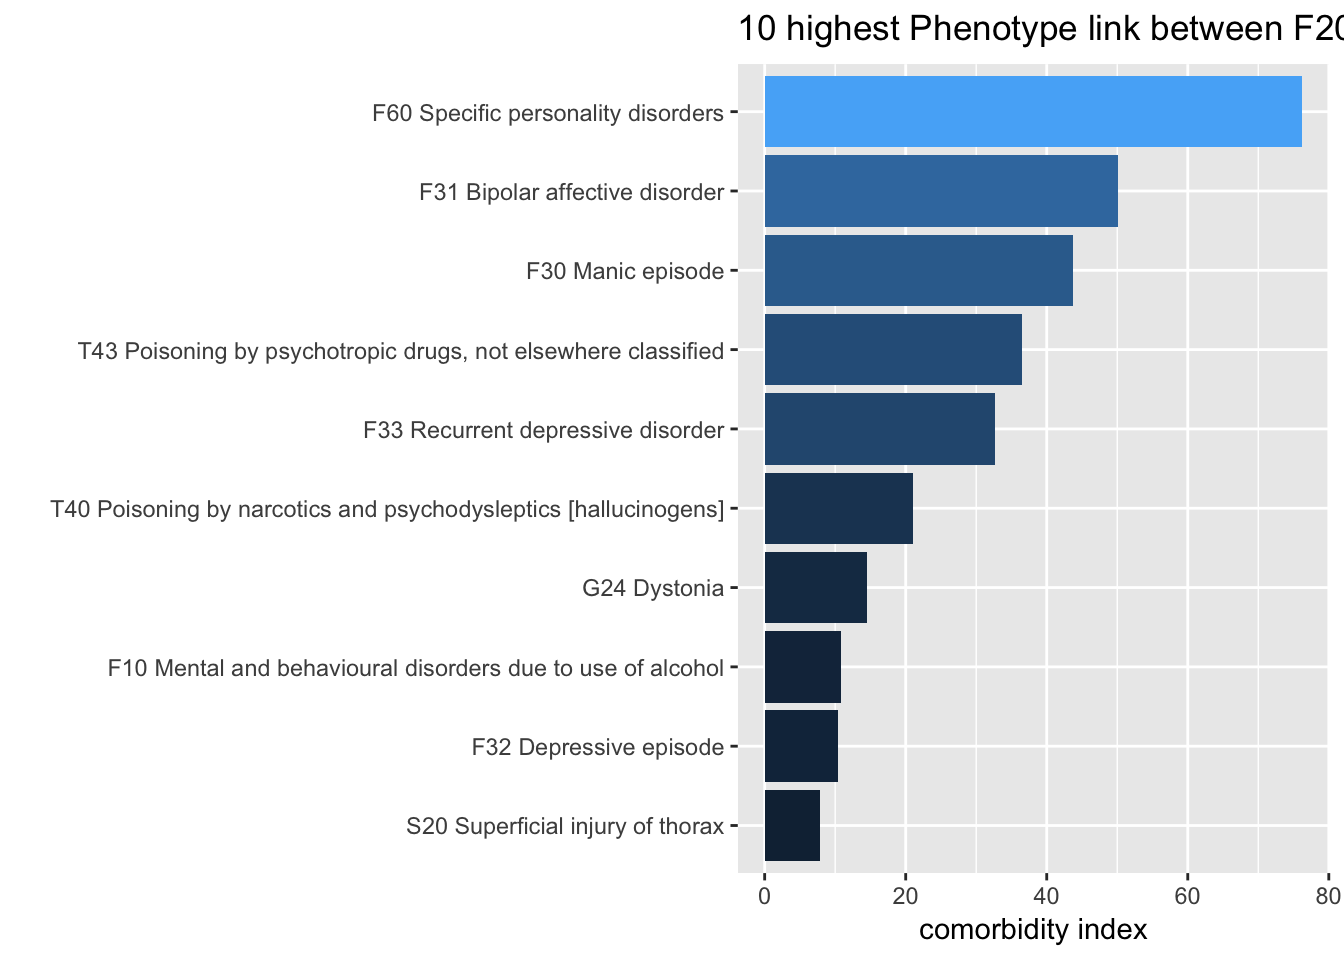 10 highest Phenotype link between F20
F60 Specific personality disorders
F31 Bipolar affective disorder
F30 Manic episode
T43 Poisoning by psychotropic drugs, not elsewhere classified
F33 Recurrent depressive disorder
T40 Poisoning by narcotics and psychodysleptics [hallucinogens]
G24 Dystonia
F10 Mental and behavioural disorders due to use of alcohol
F32 Depressive episode
S20 Superficial injury of thorax
0 20 40 60 80
comorbidity index